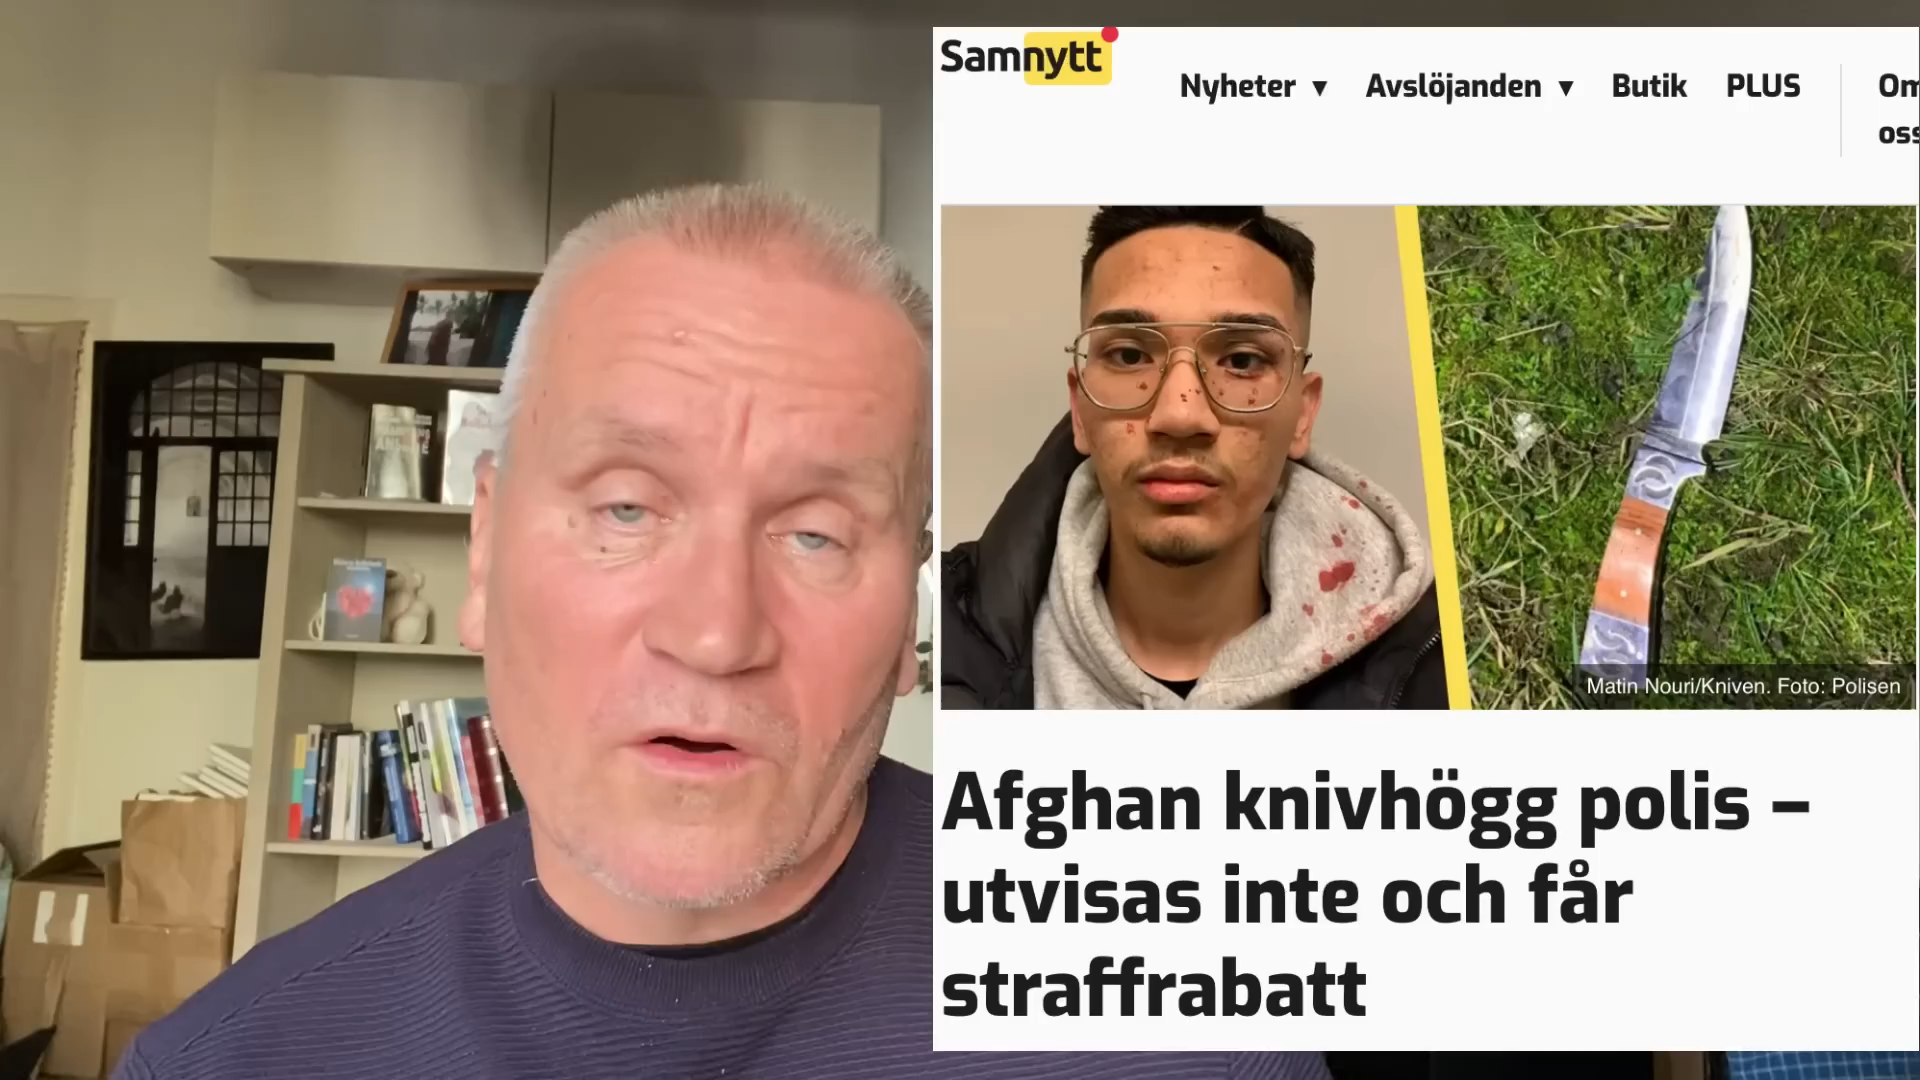 Samnytt
Nyheter ▼ Avslöjanden ▼ Butik PLUS
Om
oss
Matin Nouri/Kniven. Foto: Polisen
Afghan knivhögg polis –
utvisas inte och får
straffrabatt